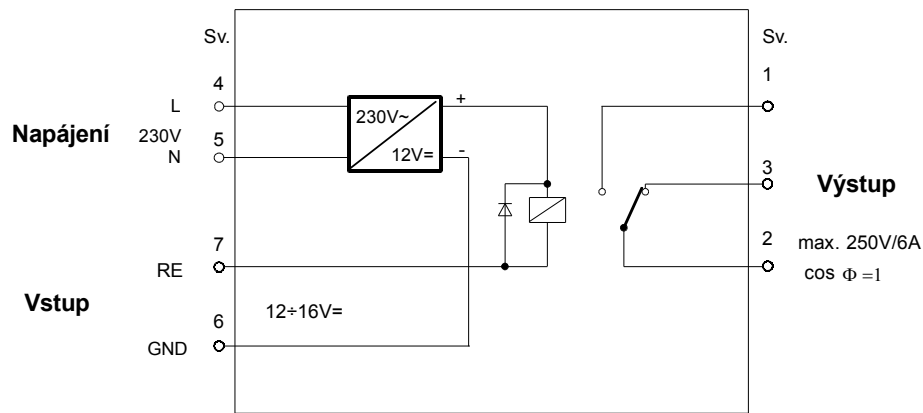 Sv.
Sv.
4
1
L
230V~
+
Napájení
230V
5
N
12V=
-
3
Výstup
7
2
RE
max. 250V/6A
cos Φ =1
Vstup
12÷16V=
6
GND